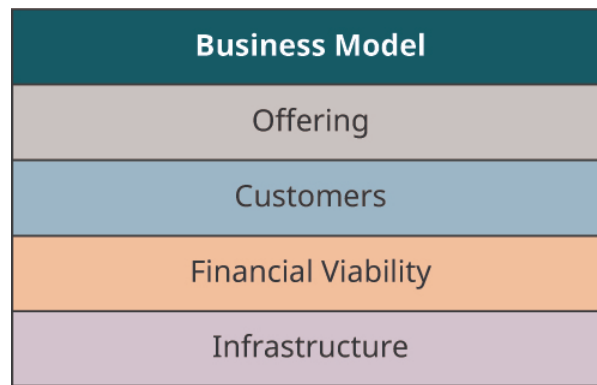 Business Model
Offering
Customers
Financial Viability
Infrastructure